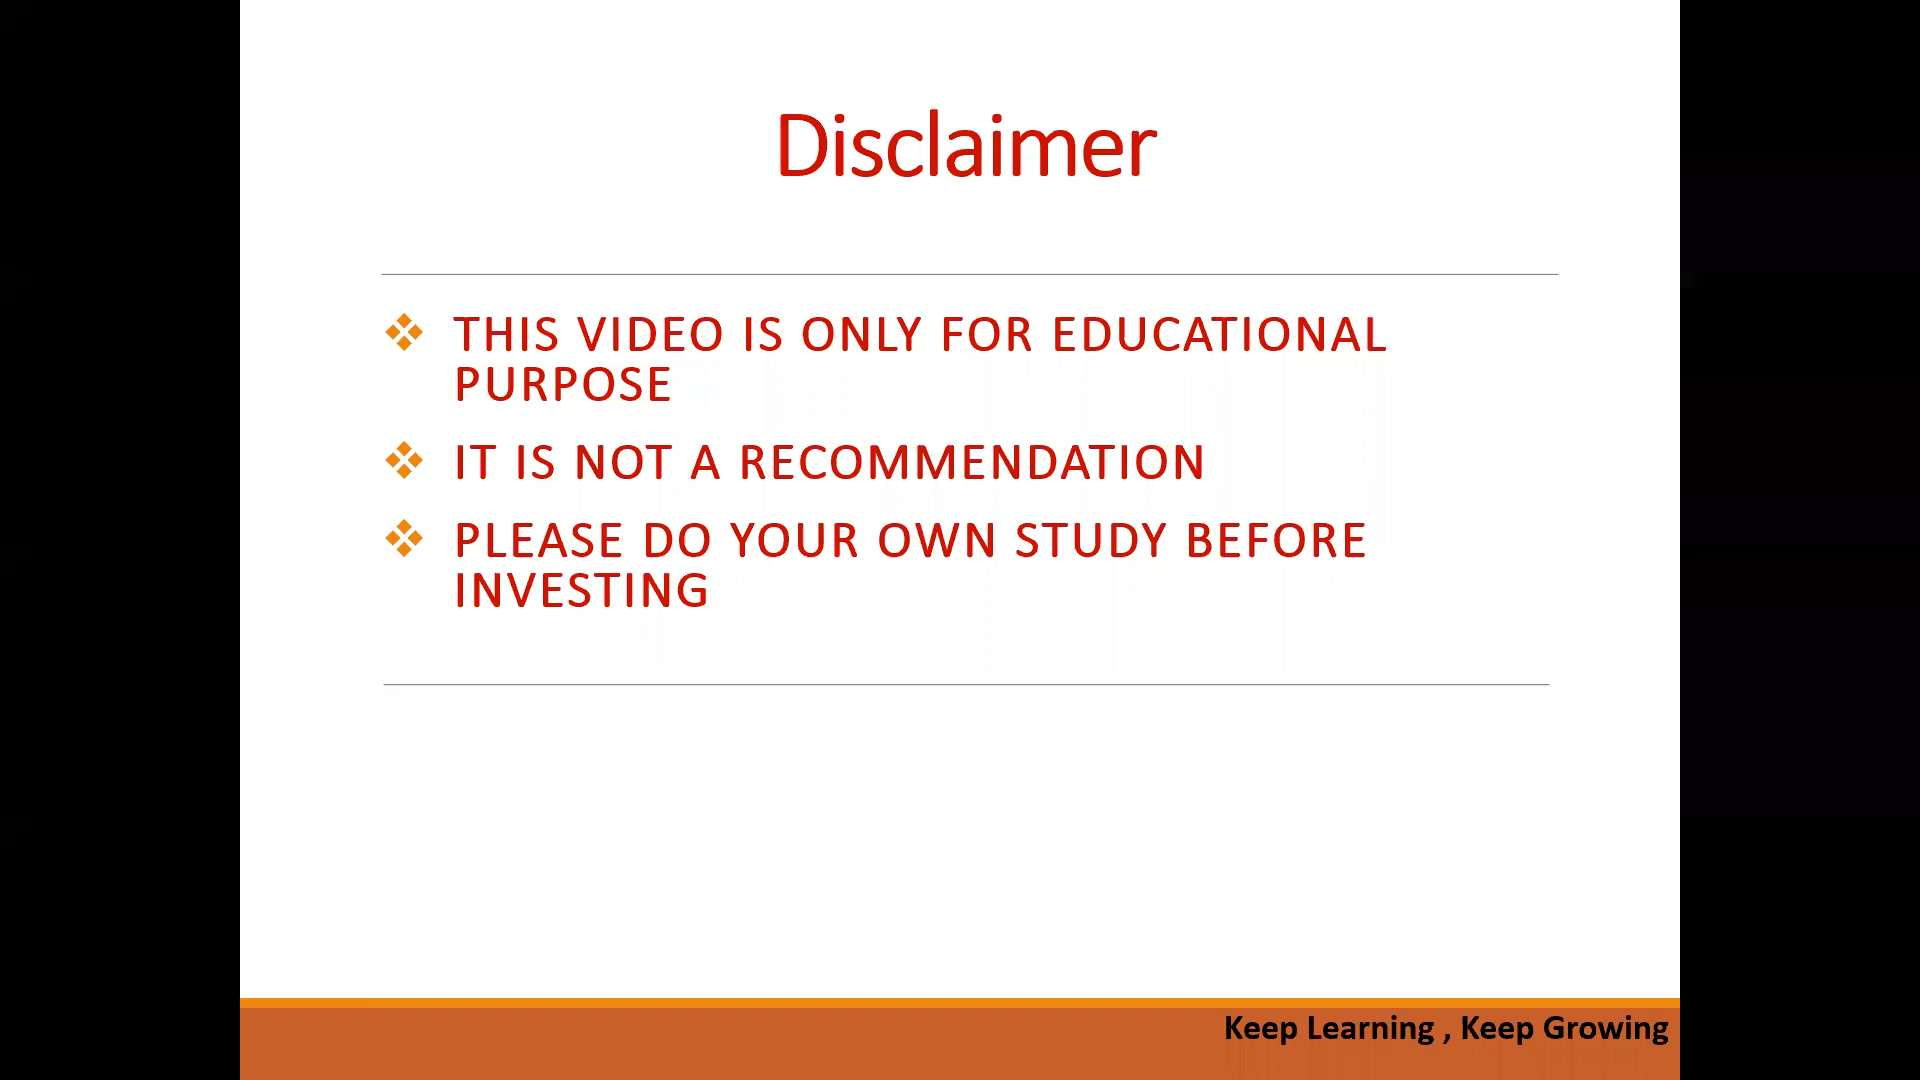 Disclaimer
THIS VIDEO IS ONLY FOR EDUCATIONAL
PURPOSE
IT IS NOT A RECOMMENDATION
PLEASE DO YOUR OWN STUDY BEFORE
INVESTING
Keep Learning , Keep Growing